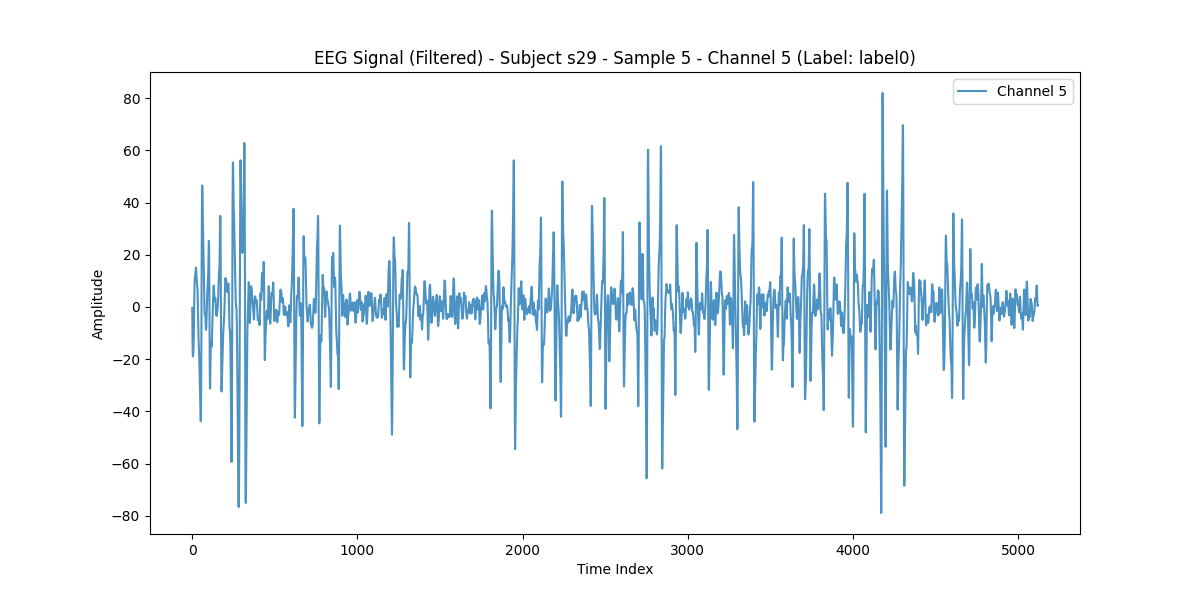 EEG Signal (Filtered) - Subject s29 - Sample 5 - Channel 5 (Label: label0)
Channel 5
80
60
40
20
0
−20
−40
−60
−80
Amplitude
0 1000 2000 3000 4000 5000
Time Index